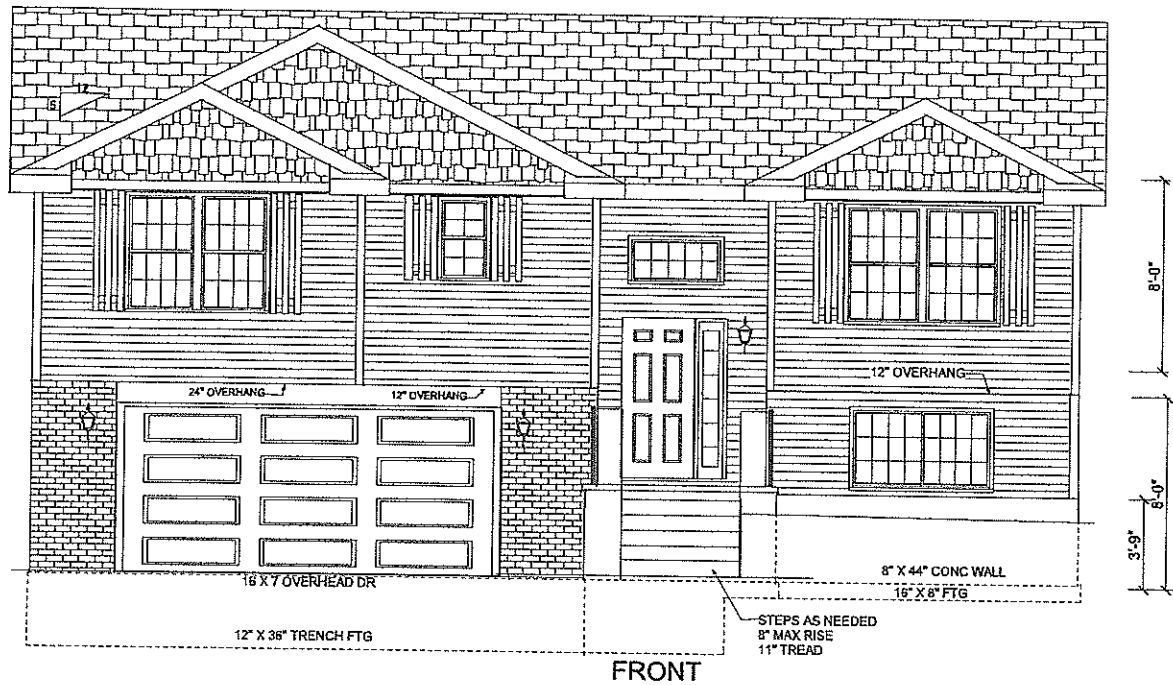 12
6
8'-0"
24" OVERHANG
12" OVERHANG
12" OVERHANG
8'-0"
3'-9"
16 X 7 OVERHEAD DR
8" X 44" CONC WALL
16" X 8" FTG
12" X 36" TRENCH FTG
STEPS AS NEEDED
8" MAX RISE
11" TREAD
FRONT